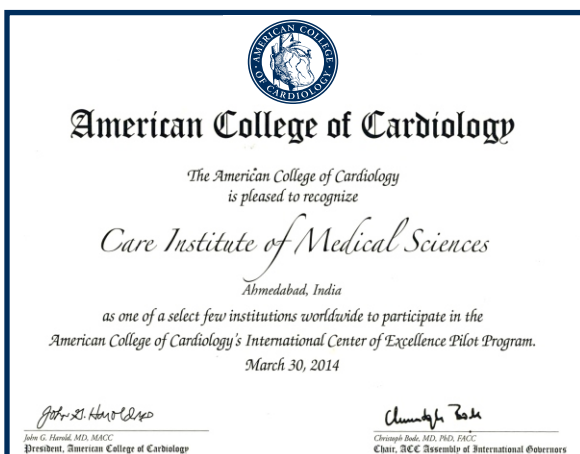 AMERICAN COLLEGE OF CARDIOLOGY
American College of Cardiology
The American College of Cardiology
is pleased to recognize
Care Institute of Medical Sciences
Ahmedabad, India
as one of a select few institutions worldwide to participate in the
American College of Cardiology's International Center of Excellence Pilot Program.
March 30, 2014
John G. Harold, MD, MACC
President, American College of Cardiology
Christoph Bode, MD, PhD, FACC
Chair, ACC Assembly of International Governors